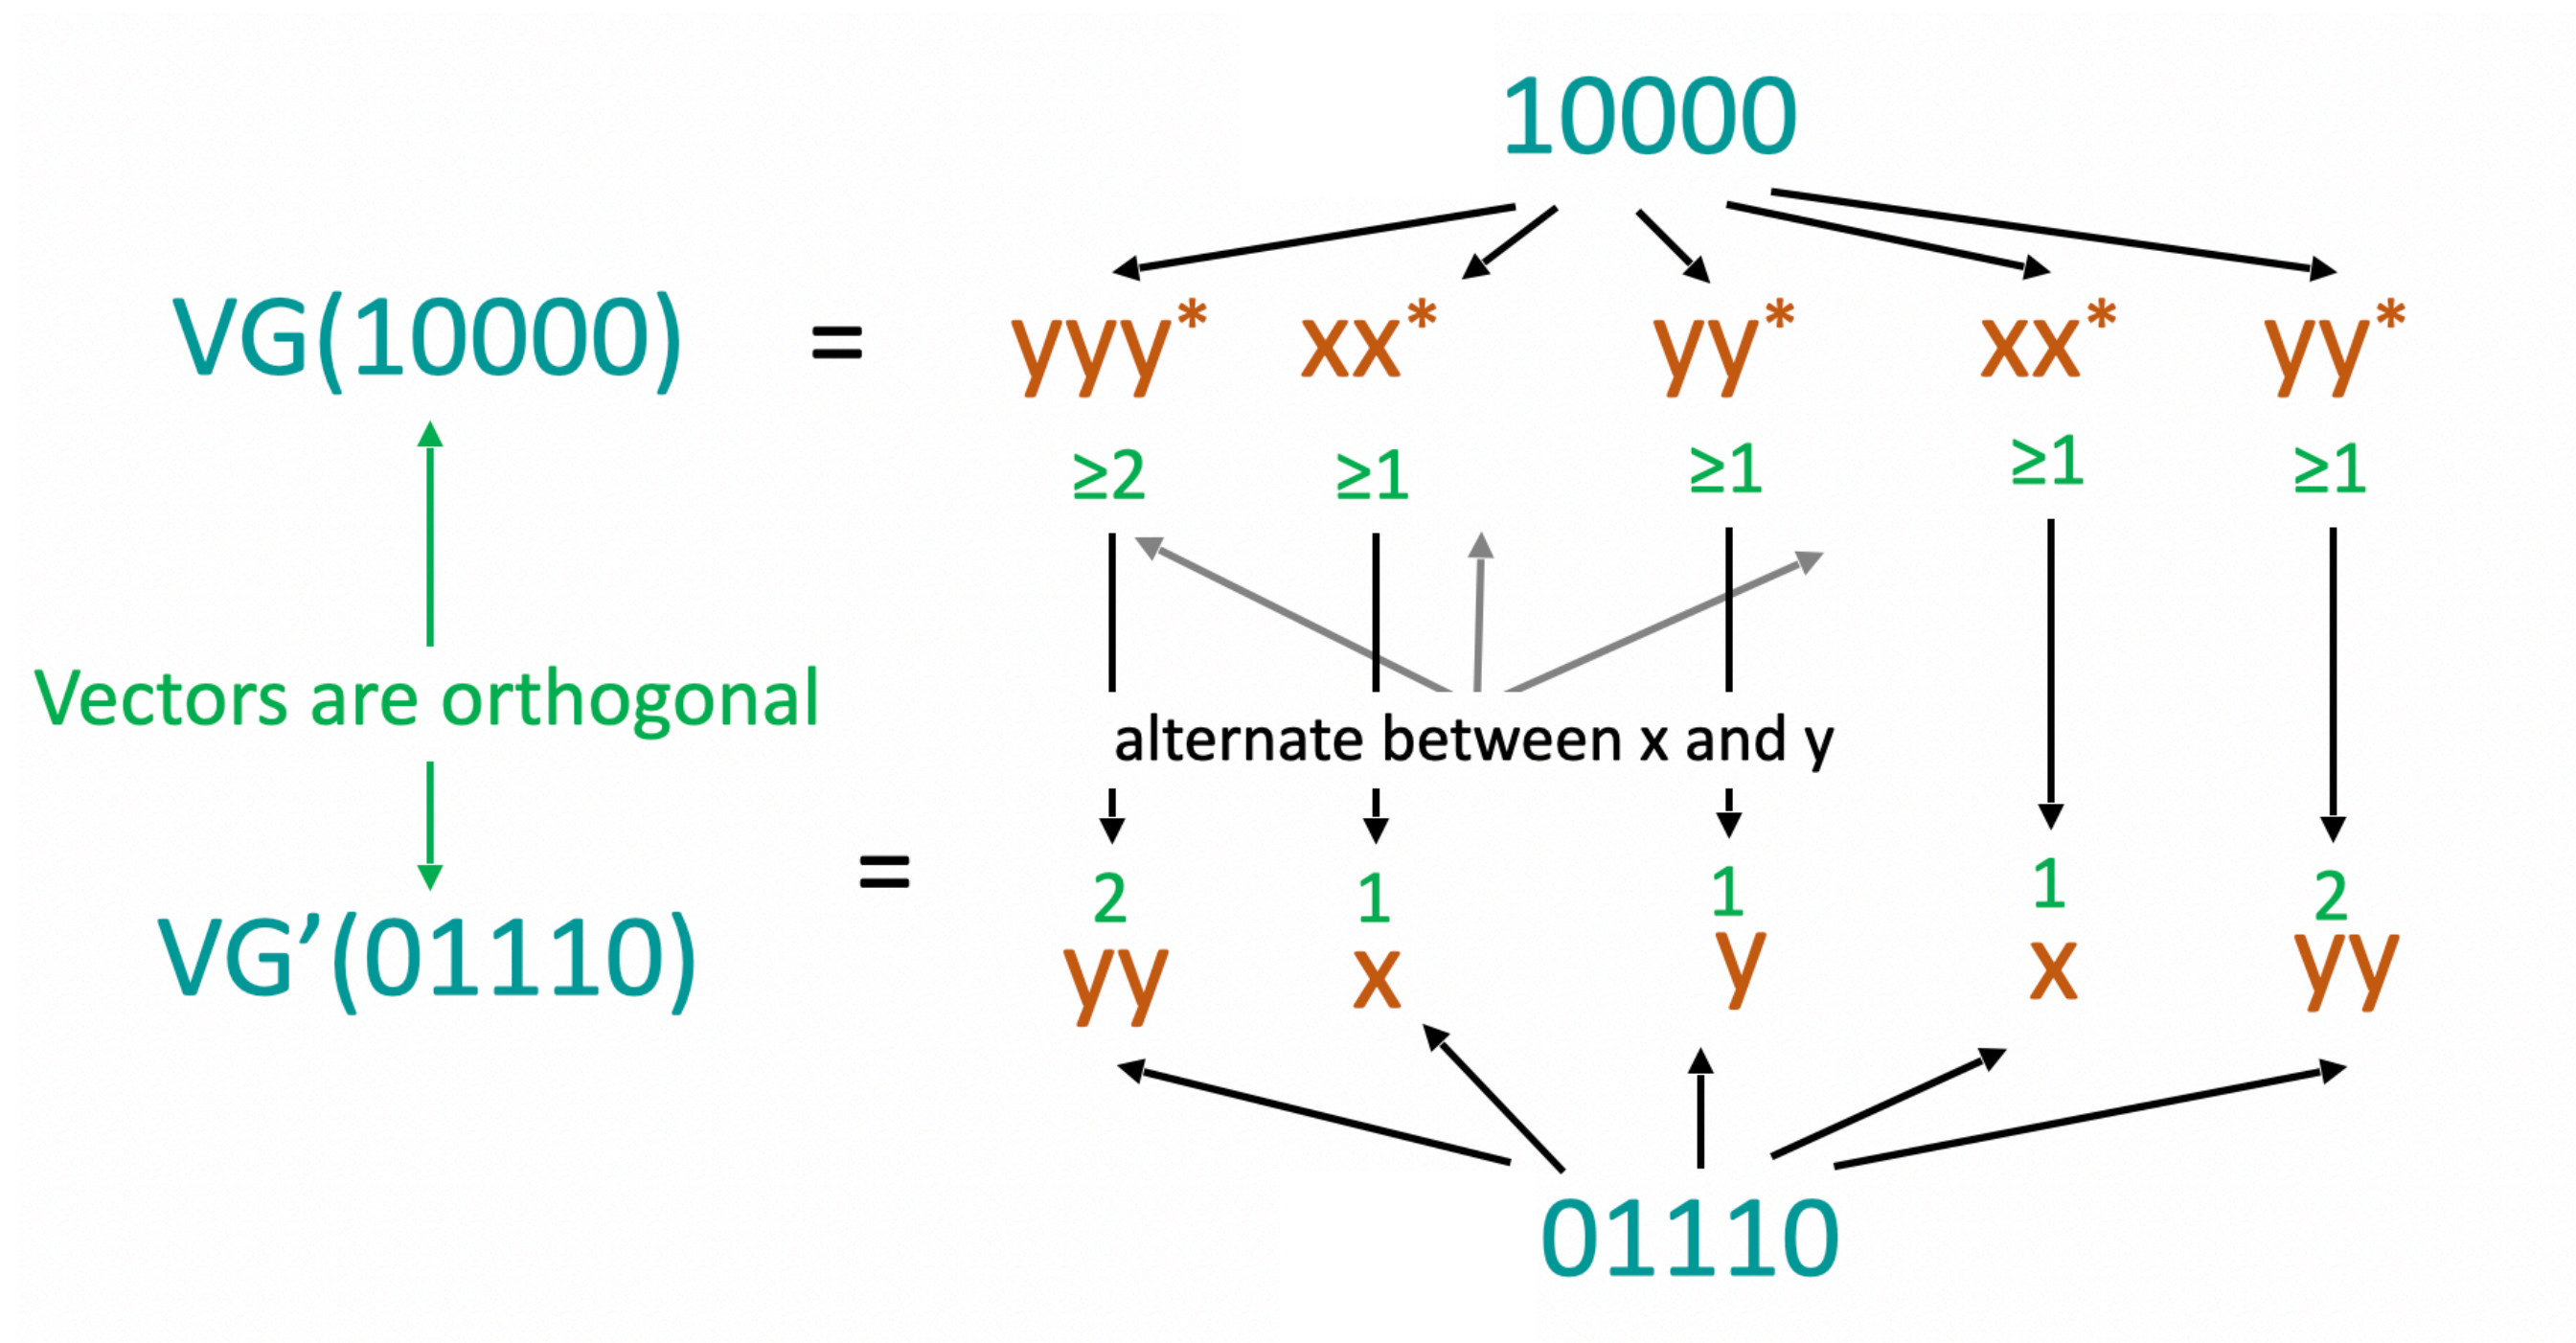 10000
VG(10000) = yyy* xx* yy* xx* yy*
≥2 ≥1 ≥1 ≥1 ≥1
Vectors are orthogonal
alternate between x and y
= 2 1 1 1 2
VG’(01110) yy x y x yy
01110